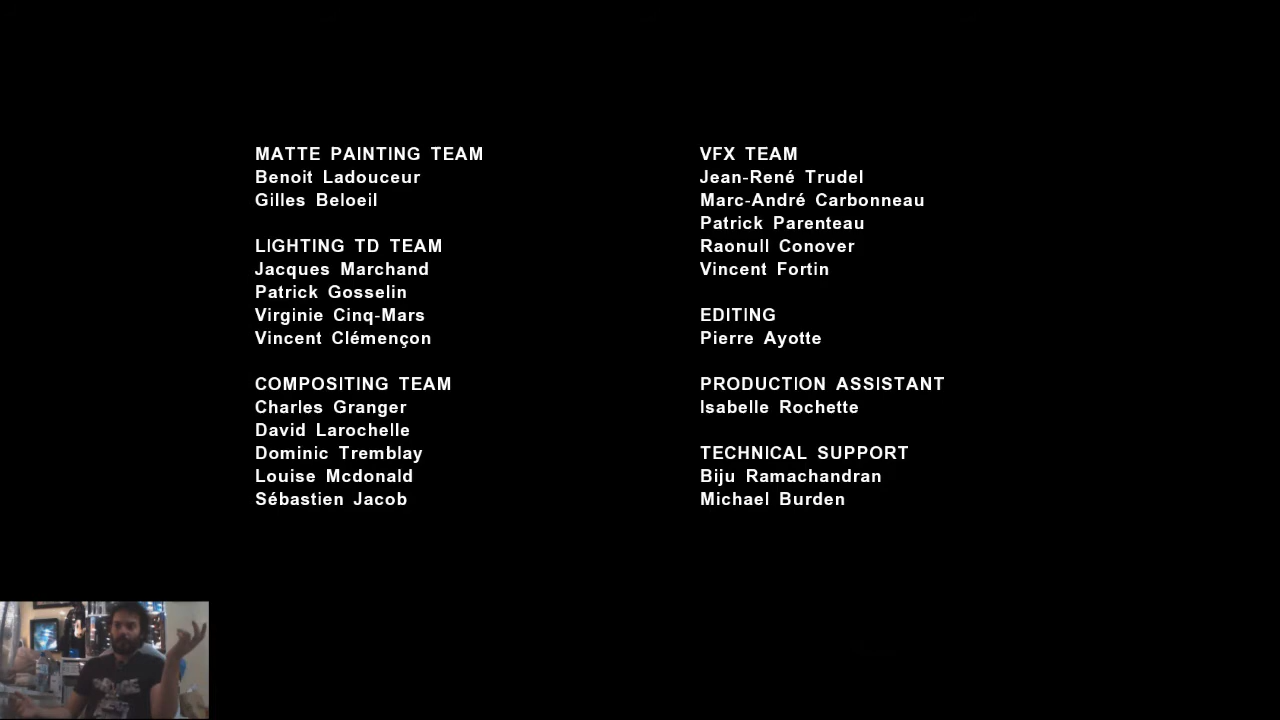 MATTE PAINTING TEAM
Benoit Ladouceur
Gilles Beloeil
LIGHTING TD TEAM
Jacques Marchand
Patrick Gosselin
Virginie Cinq-Mars
Vincent Clémençon
COMPOSITING TEAM
Charles Granger
David Larochelle
Dominic Tremblay
Louise Mcdonald
Sébastien Jacob
VFX TEAM
Jean-René Trudel
Marc-André Carbonneau
Patrick Parenteau
Raonull Conover
Vincent Fortin
EDITING
Pierre Ayotte
PRODUCTION ASSISTANT
Isabelle Rochette
TECHNICAL SUPPORT
Biju Ramachandran
Michael Burden